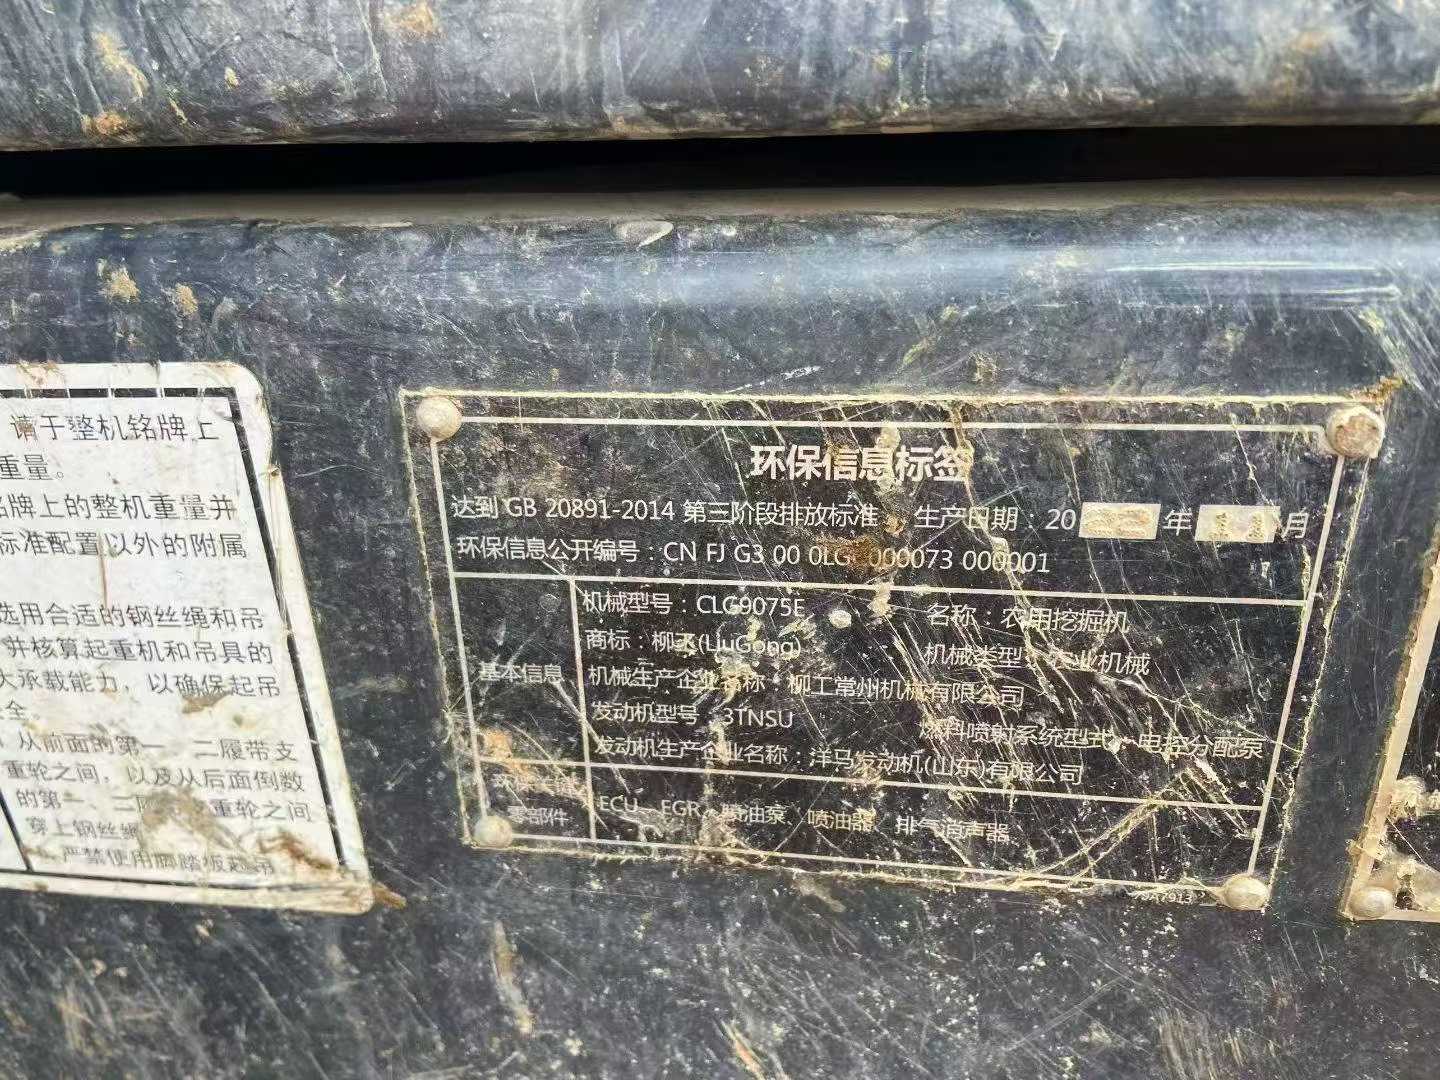 请于整机铭牌上
重量。
铭牌上的整机重量并
标准配置以外的附属
选用合适的钢丝绳和吊
并核算起重机和吊具的
大承载能力，以确保起吊
安全
从前面的第一、二履带支
重轮之间，以及从后面倒数
的第一、二 重轮之间
穿上钢丝绳
严禁使用脚踏板起吊
环保信息标签
达到 GB 20891-2014 第三阶段排放标准 生产日期：20 年 月
环保信息公开编号：CN FJ G3 00 0LG 000073 000001
基本信息
机械型号：CLG9075E 名称：农用挖掘机
商标：柳工(LiuGong) 机械类型：农业机械
机械生产企业名称：柳工常州机械有限公司
发动机型号：3TNSU 燃料喷射系统型式：电控分配泵
发动机生产企业名称：洋马发动机(山东)有限公司
环保
零部件
ECU、EGR、喷油泵、喷油器、排气消声器